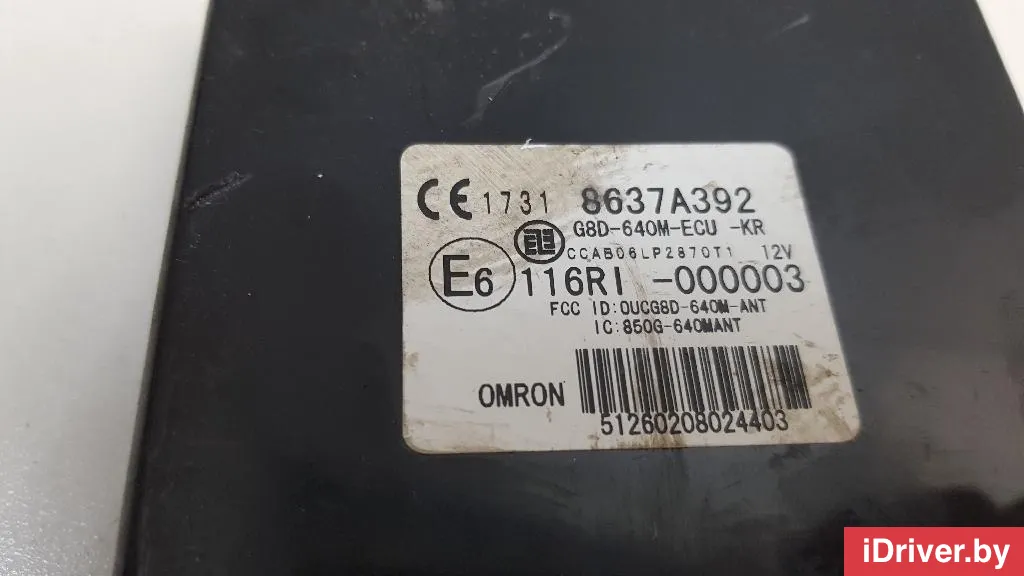 CE 1731 8637A392
G8D-640M-ECU -KR
CCAB06LP2870T1 12V
E6 116RI -000003
FCC ID:OUCG8D-640M-ANT
IC:850G-640MANT
OMRON
51260208024403
iDriver.by